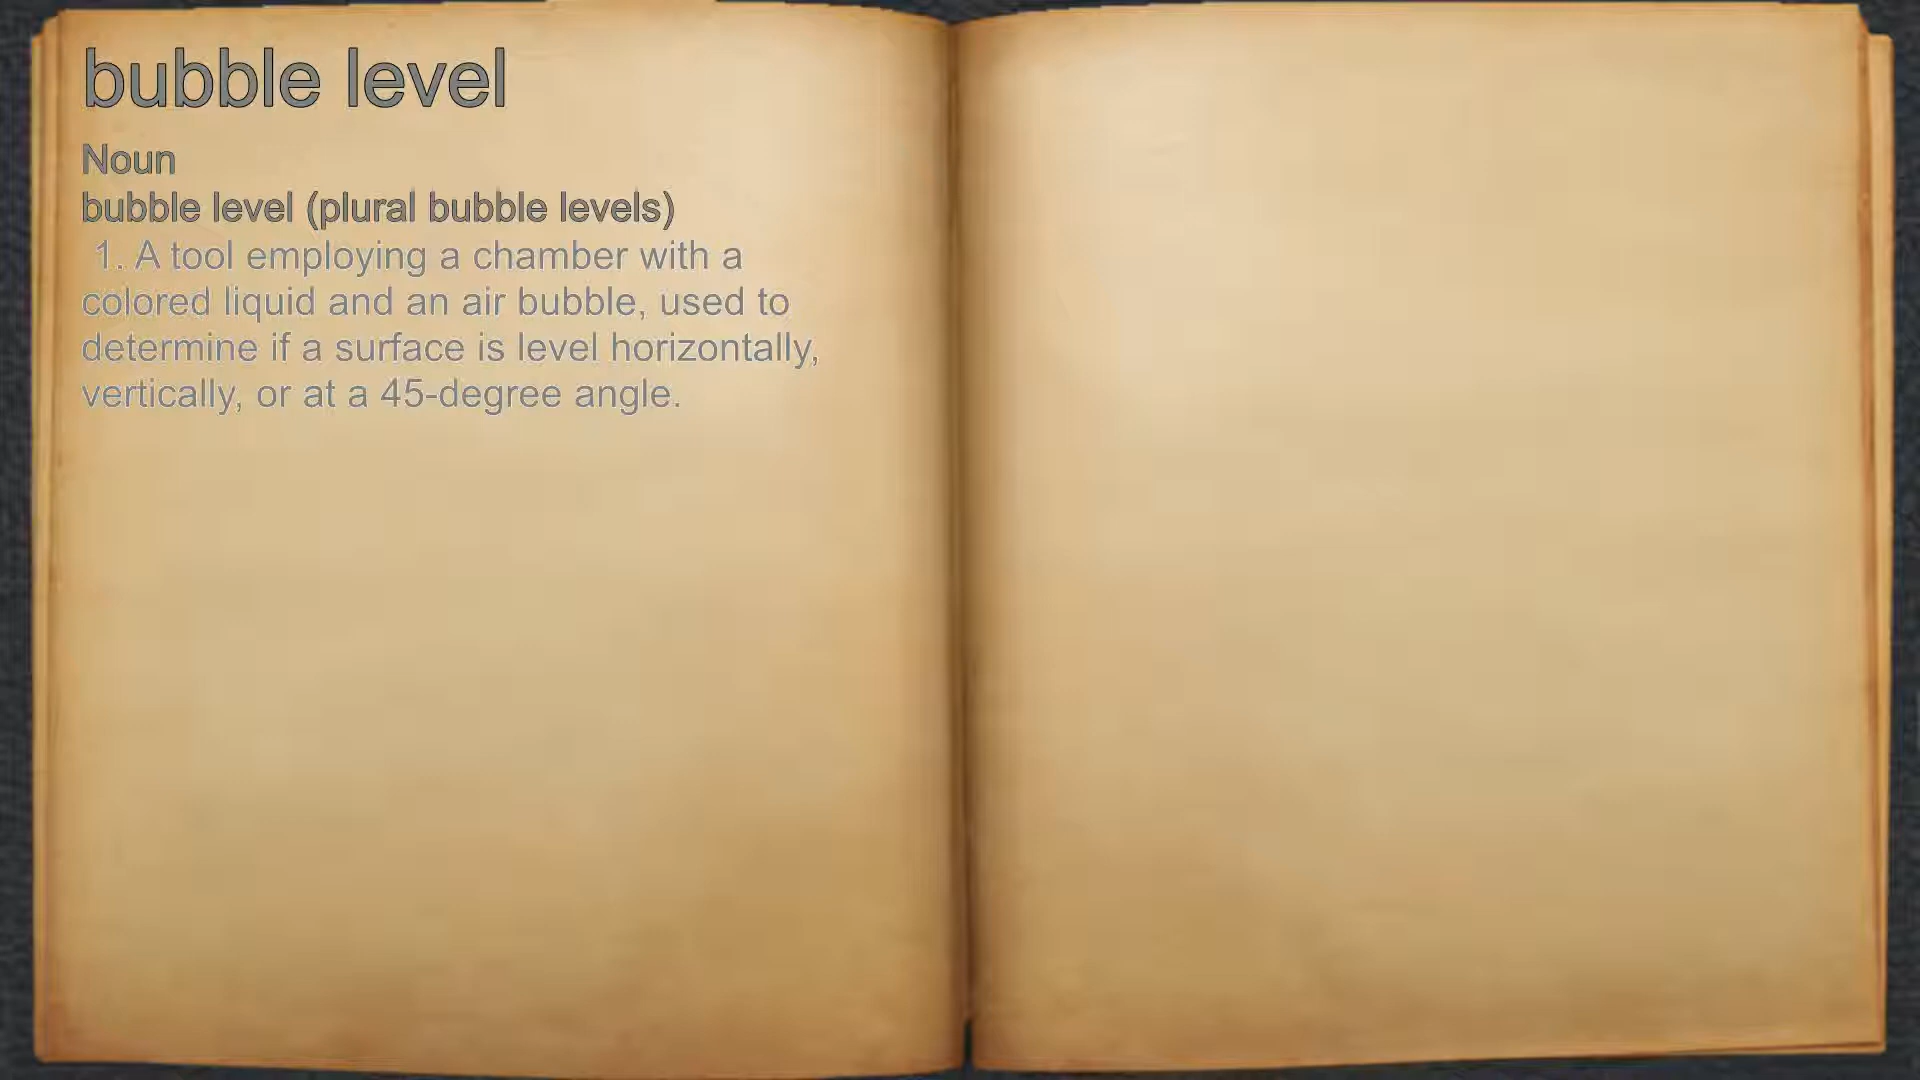 bubble level
Noun
bubble level (plural bubble levels)
1. A tool employing a chamber with a
colored liquid and an air bubble, used to
determine if a surface is level horizontally,
vertically, or at a 45-degree angle.